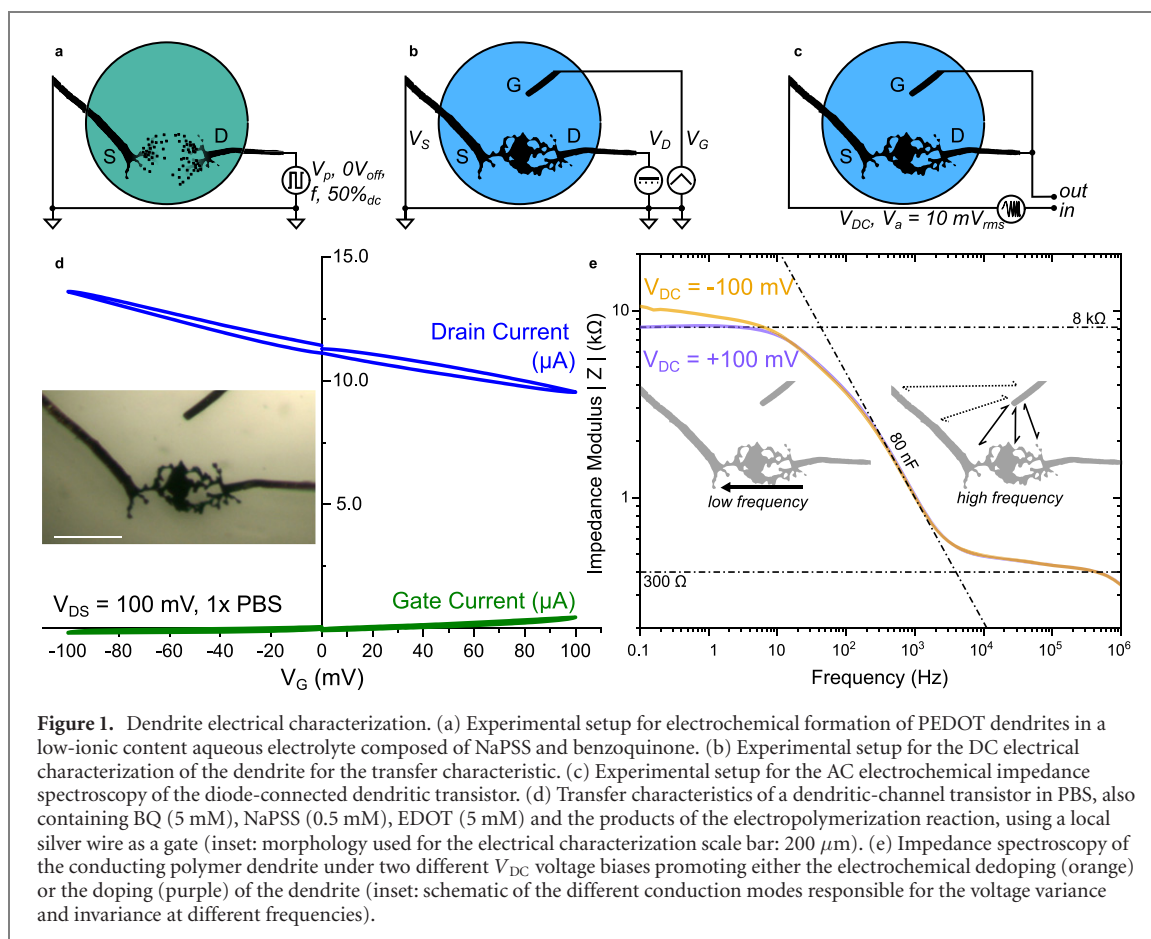 a
S
D
V_p, 0V_off,
f, 50%_dc
b
G
V_S
S
D
V_D
V_G
c
G
S
D
out
in
V_DC, V_a = 10 mV_rms
d
15.0
10.0
5.0
Drain Current
(µA)
V_DS = 100 mV, 1x PBS
Gate Current (µA)
-100 -80 -60 -40 -20 0 20 40 60 80 100
V_G (mV)
e
V_DC = -100 mV
V_DC = +100 mV
8 kΩ
80 nF
300 Ω
low frequency
high frequency
Impedance Modulus | Z | (kΩ)
10
1
0.1 1 10 10² 10³ 10⁴ 10⁵ 10⁶
Frequency (Hz)
Figure 1. Dendrite electrical characterization. (a) Experimental setup for electrochemical formation of PEDOT dendrites in a
low-ionic content aqueous electrolyte composed of NaPSS and benzoquinone. (b) Experimental setup for the DC electrical
characterization of the dendrite for the transfer characteristic. (c) Experimental setup for the AC electrochemical impedance
spectroscopy of the diode-connected dendritic transistor. (d) Transfer characteristics of a dendritic-channel transistor in PBS, also
containing BQ (5 mM), NaPSS (0.5 mM), EDOT (5 mM) and the products of the electropolymerization reaction, using a local
silver wire as a gate (inset: morphology used for the electrical characterization scale bar: 200 μm). (e) Impedance spectroscopy of
the conducting polymer dendrite under two different V_DC voltage biases promoting either the electrochemical dedoping (orange)
or the doping (purple) of the dendrite (inset: schematic of the different conduction modes responsible for the voltage variance
and invariance at different frequencies).